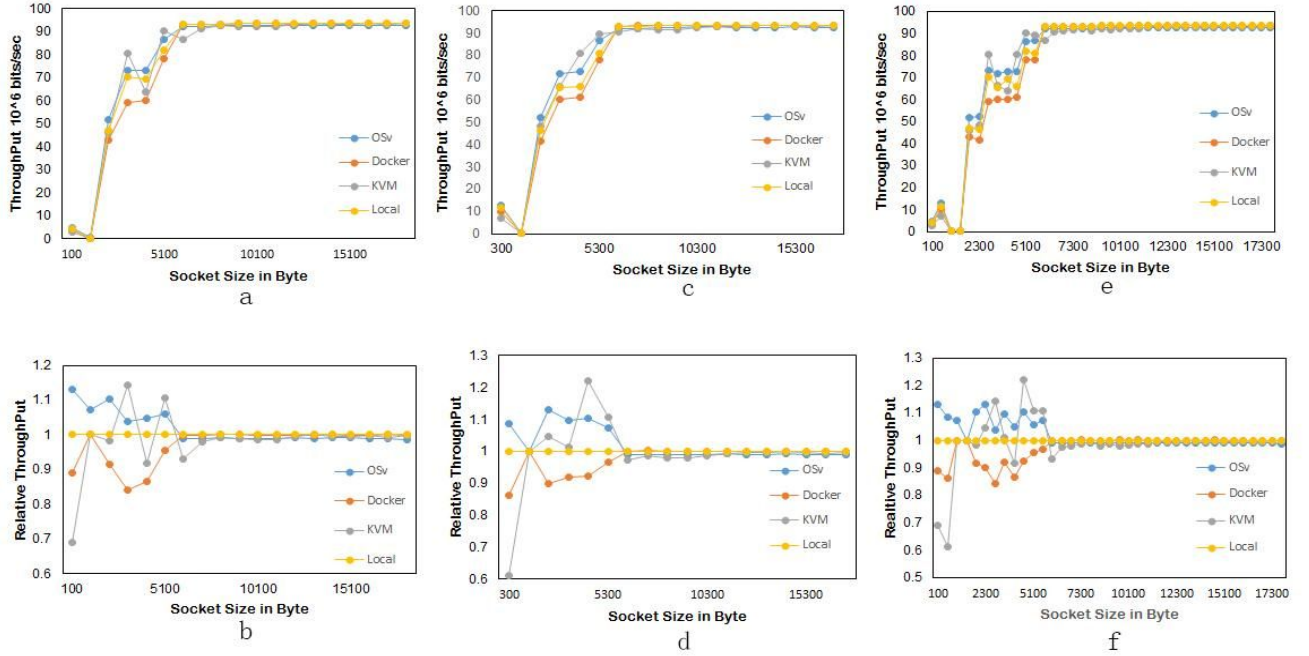 100
90
80
70
60
50
40
30
20
10
0
ThroughPut 10^6 bits/sec
OSv
Docker
KVM
Local
100 5100 10100 15100
Socket Size in Byte
a
100
90
80
70
60
50
40
30
20
10
0
ThroughPut 10^6 bits/sec
OSv
Docker
KVM
Local
300 5300 10300 15300
Socket Size in Byte
c
100
90
80
70
60
50
40
30
20
10
0
ThroughPut 10^6 bits/sec
OSv
Docker
KVM
Local
100 2300 5100 7300 10100 12300 15100 17300
Socket Size in Byte
e
1.2
1.1
1
0.9
0.8
0.7
0.6
Relative ThroughPut
OSv
Docker
KVM
Local
100 5100 10100 15100
Socket Size in Byte
b
1.3
1.2
1.1
1
0.9
0.8
0.7
0.6
Relative ThroughPut
OSv
Docker
KVM
Local
300 5300 10300 15300
Socket Size in Byte
d
1.3
1.2
1.1
1
0.9
0.8
0.7
0.6
0.5
Realtive ThroughPut
OSv
Docker
KVM
Local
100 2300 5100 7300 10100 12300 15100 17300
Socket Size in Byte
f